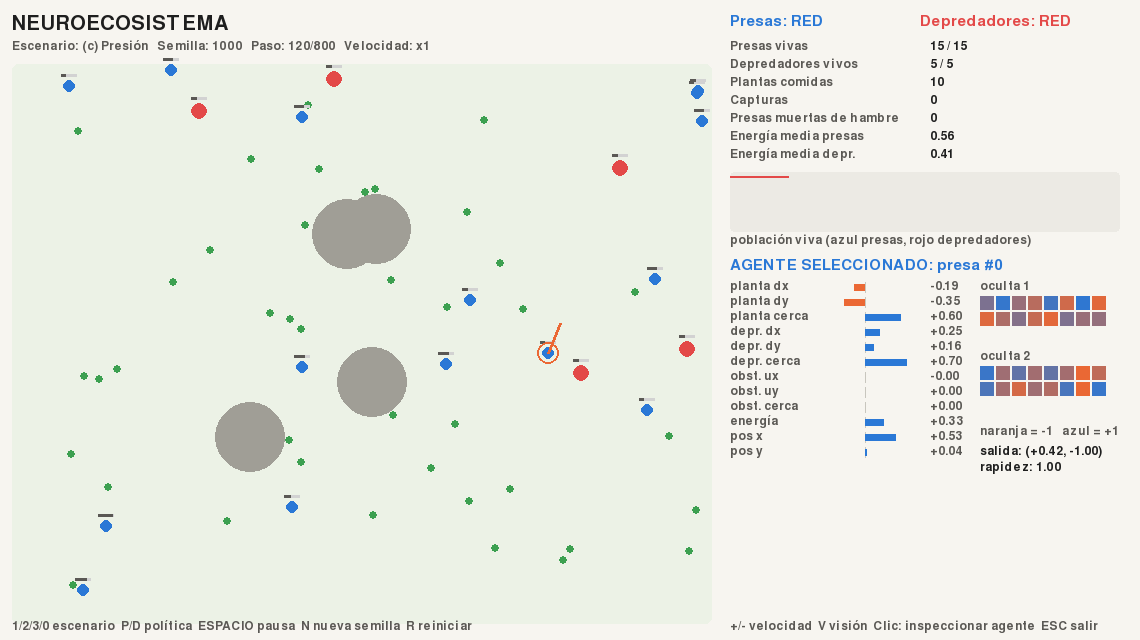 NEUROECOSISTEMA
Escenario: (c) Presión  Semilla: 1000  Paso: 120/800  Velocidad: x1
Presas: RED
Depredadores: RED
Presas vivas 15 / 15
Depredadores vivos 5 / 5
Plantas comidas 10
Capturas 0
Presas muertas de hambre 0
Energía media presas 0.56
Energía media depr. 0.41
población viva (azul presas, rojo depredadores)
AGENTE SELECCIONADO: presa #0
planta dx -0.19
planta dy -0.35
planta cerca +0.60
depr. dx +0.25
depr. dy +0.16
depr. cerca +0.70
obst. ux -0.00
obst. uy +0.00
obst. cerca +0.00
energía +0.33
pos x +0.53
pos y +0.04
oculta 1
oculta 2
naranja = -1  azul = +1
salida: (+0.42, -1.00)
rapidez: 1.00
1/2/3/0 escenario  P/D política  ESPACIO pausa  N nueva semilla  R reiniciar
+/- velocidad  V visión  Clic: inspeccionar agente  ESC salir